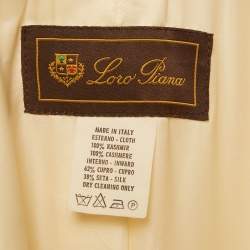 Loro Piana
MADE IN ITALY
ESTERNO - CLOTH
100% KASHMIR
100% CASHMERE
INTERNO - INWARD
62% CUPRO - CUPRO
38% SETA - SILK
DRY CLEANING ONLY
P